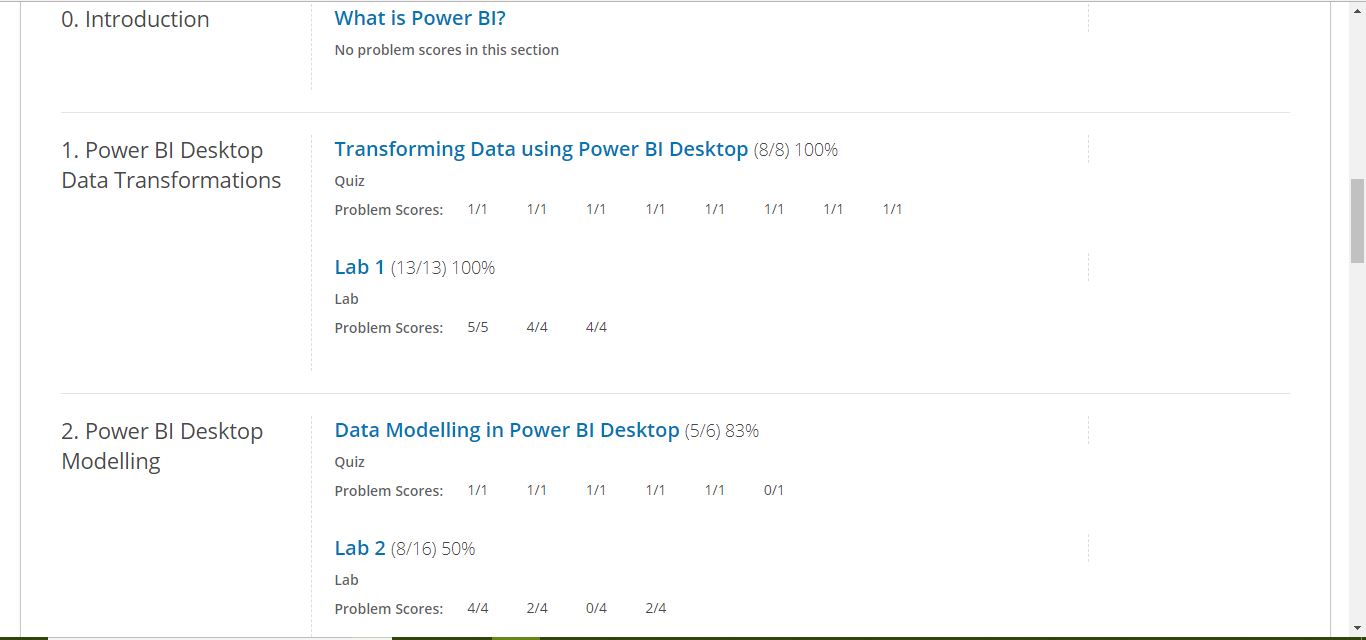 0. Introduction
What is Power BI?
No problem scores in this section
1. Power BI Desktop
Data Transformations
Transforming Data using Power BI Desktop (8/8) 100%
Quiz
Problem Scores: 1/1 1/1 1/1 1/1 1/1 1/1 1/1 1/1
Lab 1 (13/13) 100%
Lab
Problem Scores: 5/5 4/4 4/4
2. Power BI Desktop
Modelling
Data Modelling in Power BI Desktop (5/6) 83%
Quiz
Problem Scores: 1/1 1/1 1/1 1/1 1/1 0/1
Lab 2 (8/16) 50%
Lab
Problem Scores: 4/4 2/4 0/4 2/4